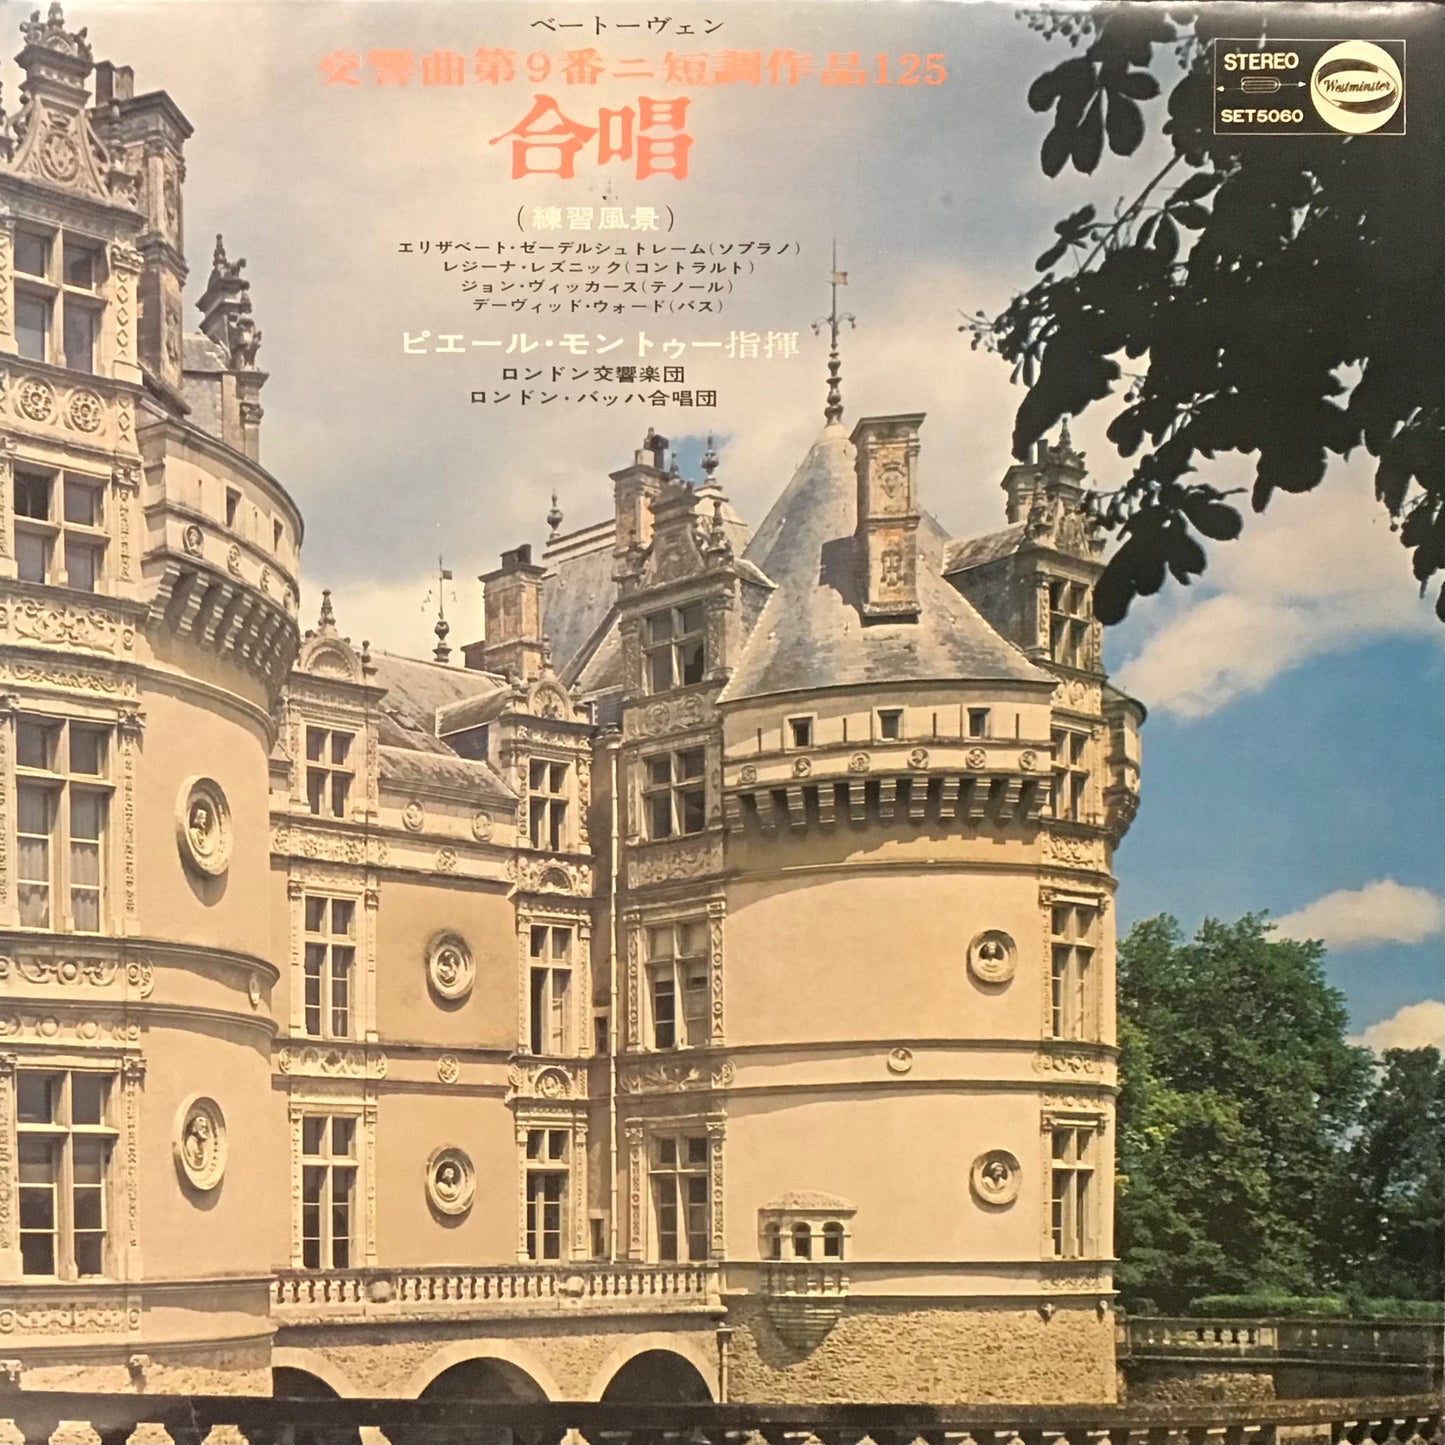 ベートーヴェン
交響曲第9番ニ短調作品125
合唱
(練習風景)
エリザベート・ゼーデルシュトレーム(ソプラノ)
レジーナ・レズニック(コントラルト)
ジョン・ヴィッカース(テノール)
デーヴィッド・ウォード(バス)
ピエール・モントゥー指揮
ロンドン交響楽団
ロンドン・バッハ合唱団
STEREO
SET5060
Westminster